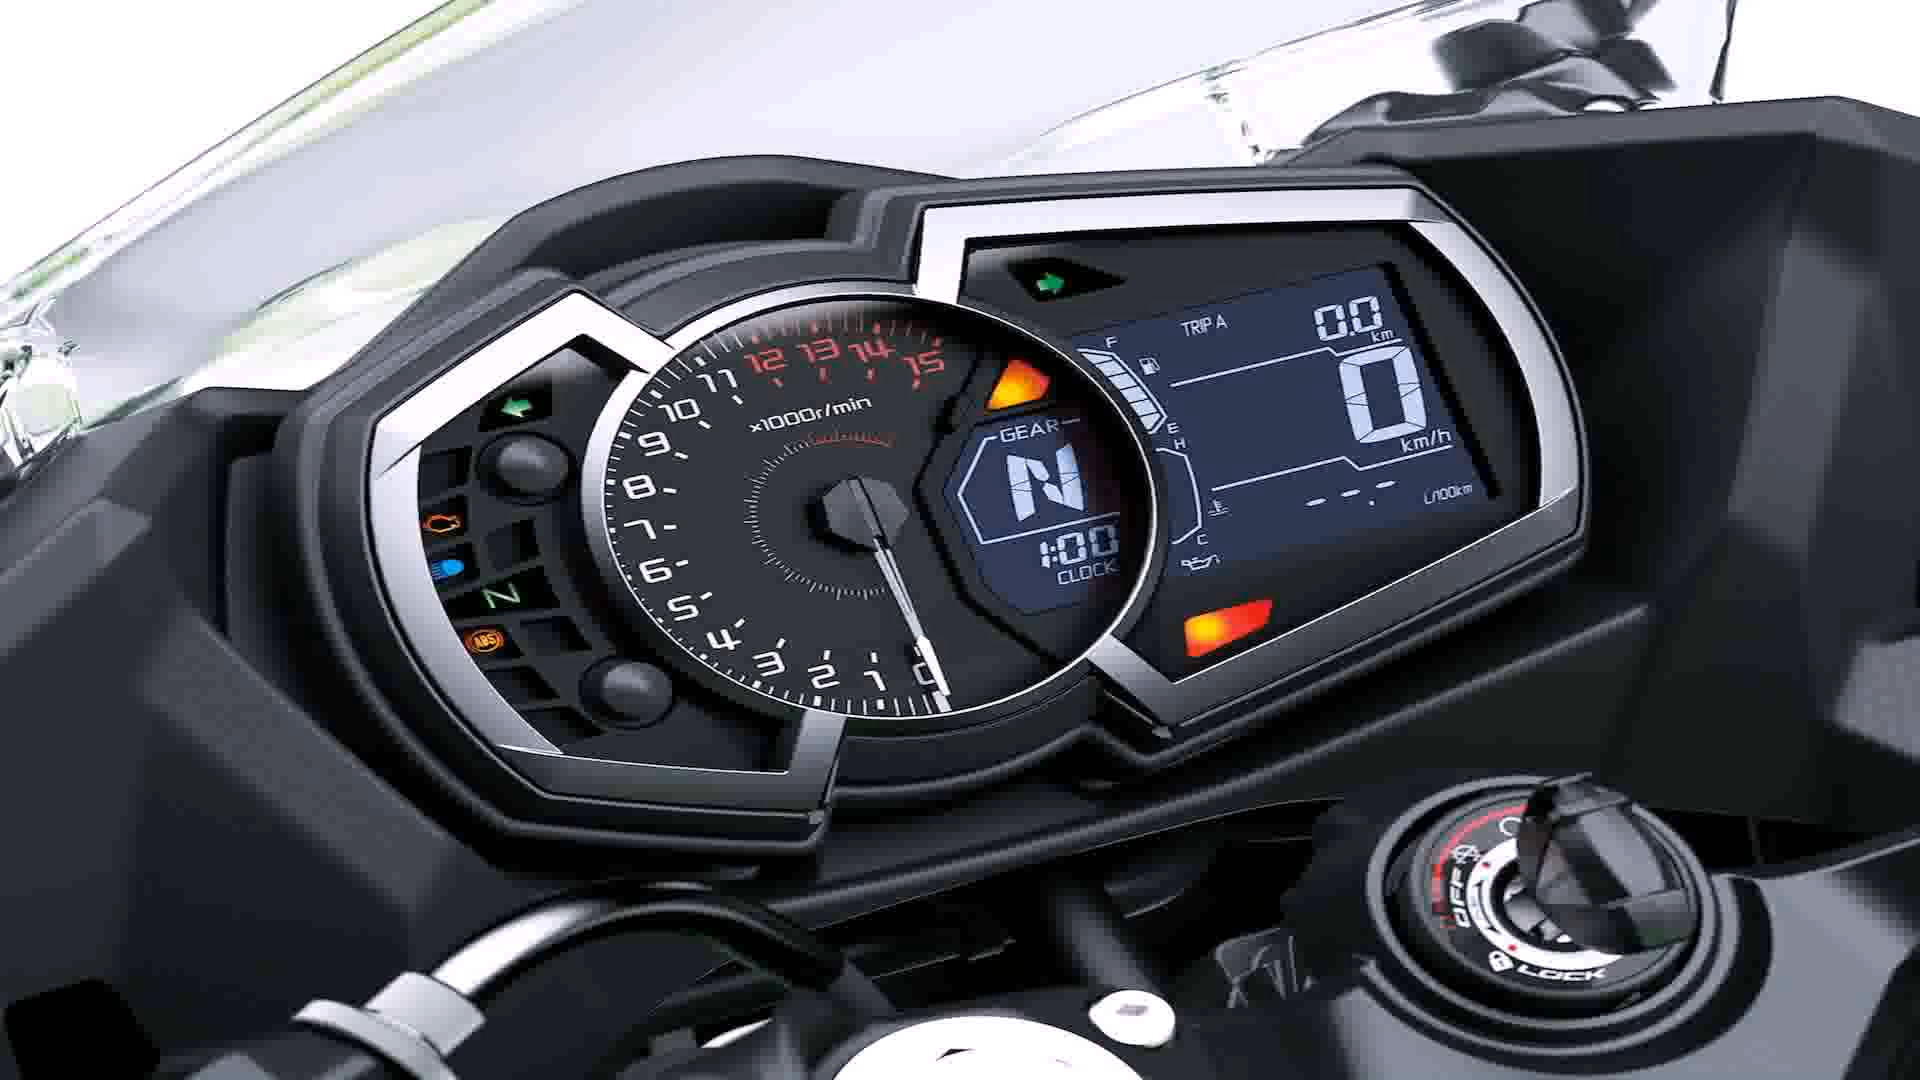 12 13 14 15
11
10
9
8
7
6
5
4
3
2
1
0
x1000r/min
ABS
GEAR
N
1:00
CLOCK
F
E
H
C
TRIP A
0.0
km
0
km/h
--.-
L/100km
OFF
LOCK